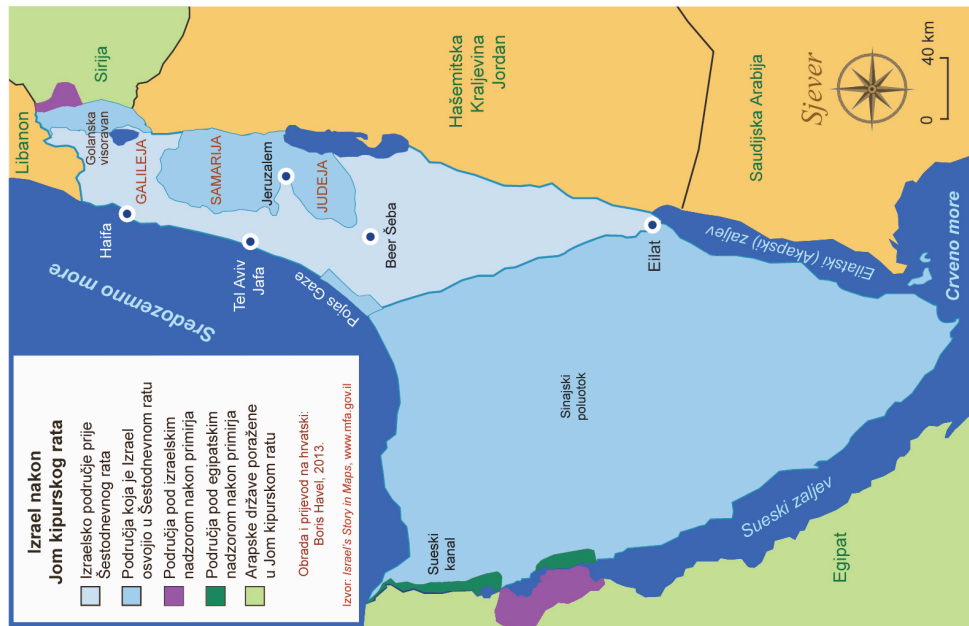 Izrael nakon
Jom kipurskog rata
Izraelsko područje prije
Šestodnevnog rata
Područja koja je Izrael
osvojio u Šestodnevnom ratu
Područja pod izraelskim
nadzorom nakon primirja
Područja pod egipatskim
nadzorom nakon primirja
Arapske države poražene
u Jom kipurskom ratu
Obrada i prijevod na hrvatski:
Boris Havel, 2013.
Izvor: Israel's Story in Maps, www.mfa.gov.il
Libanon
Sirija
Golanska
visoravan
GALILEJA
Haifa
SAMARIJA
Sredozemno more
Tel Aviv
Jafa
Jeruzalem
JUDEJA
Pojas Gaze
Beer Šeba
Hašemitska
Kraljevina
Jordan
Eilat
Saudijska Arabija
Eilatski (Akapski) zaljev
Crveno more
Sinajski
poluotok
Sueski
kanal
Sueski zaljev
Egipat
Sjever
0 40 km